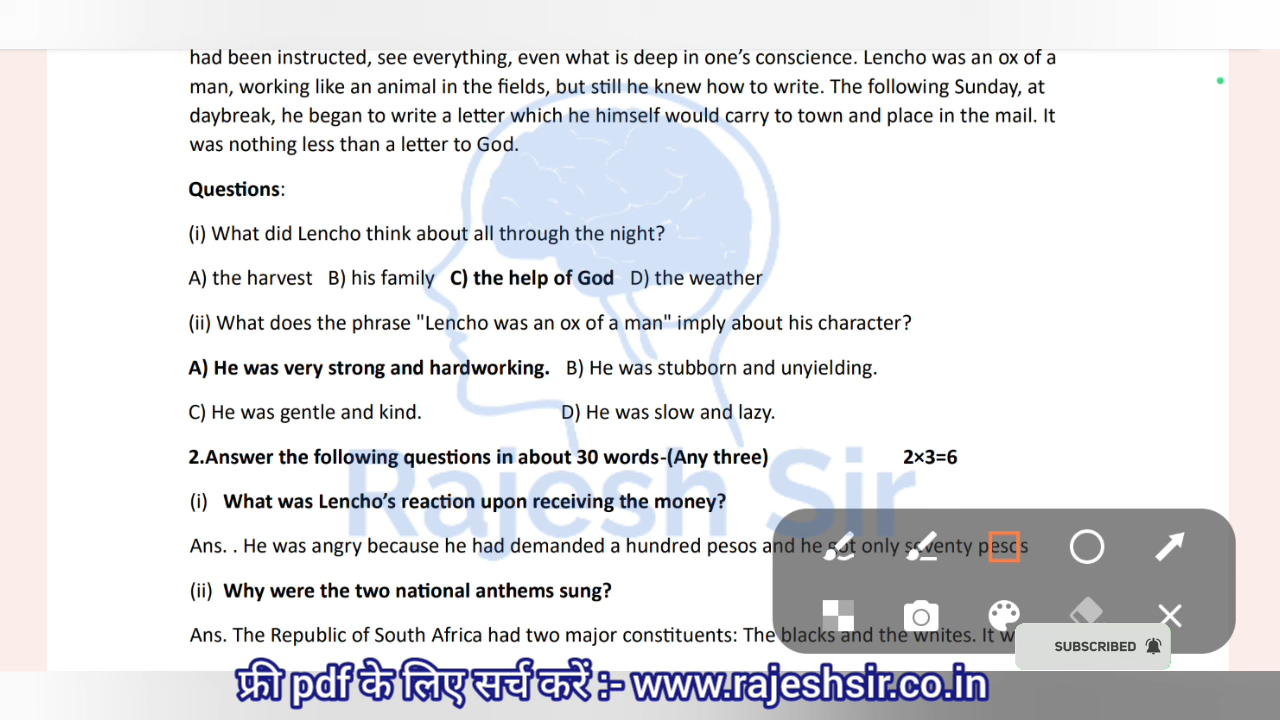 had been instructed, see everything, even what is deep in one’s conscience. Lencho was an ox of a
man, working like an animal in the fields, but still he knew how to write. The following Sunday, at
daybreak, he began to write a letter which he himself would carry to town and place in the mail. It
was nothing less than a letter to God.
Questions:
(i) What did Lencho think about all through the night?
A) the harvest B) his family C) the help of God D) the weather
(ii) What does the phrase "Lencho was an ox of a man" imply about his character?
A) He was very strong and hardworking. B) He was stubborn and unyielding.
C) He was gentle and kind. D) He was slow and lazy.
2.Answer the following questions in about 30 words-(Any three) 2×3=6
(i) What was Lencho’s reaction upon receiving the money?
Rajesh Sir
Ans. . He was angry because he had demanded a hundred pesos and he got only seventy pesos
(ii) Why were the two national anthems sung?
Ans. The Republic of South Africa had two major constituents: The blacks and the whites. It
SUBSCRIBED
फ्री pdf के लिए सर्च करें :- www.rajeshsir.co.in